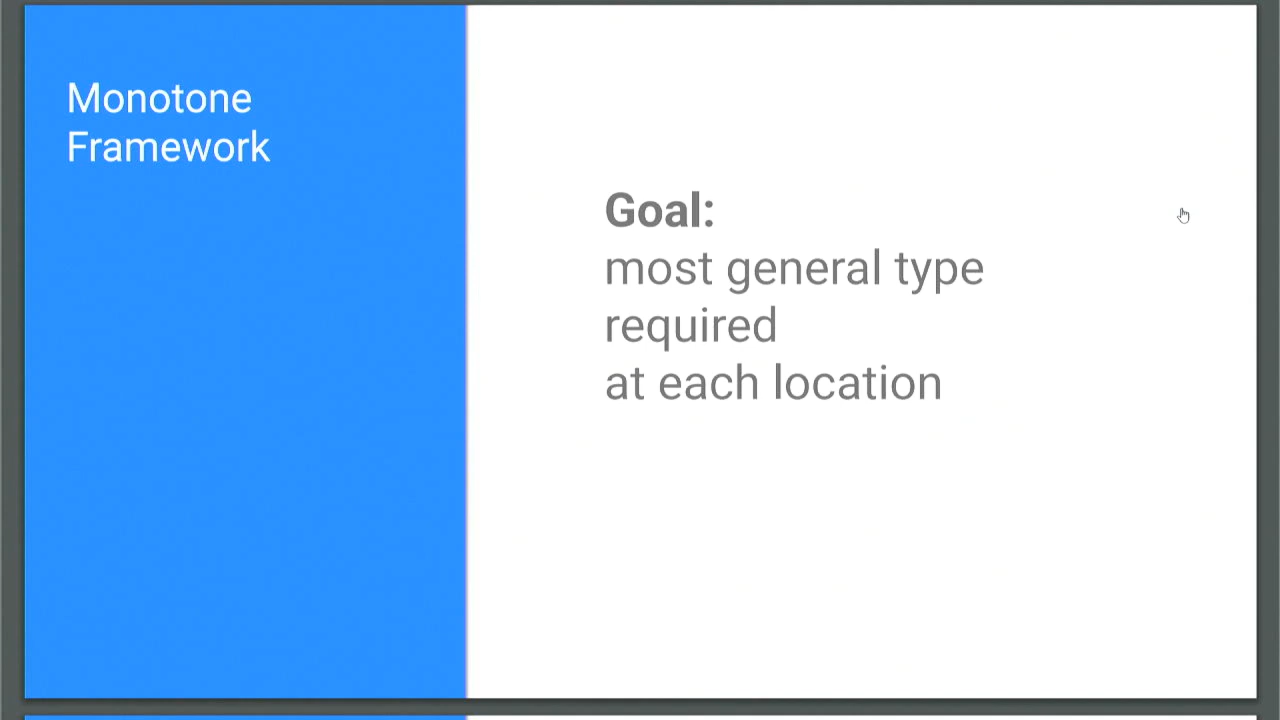 Monotone
Framework
Goal:
most general type
required
at each location